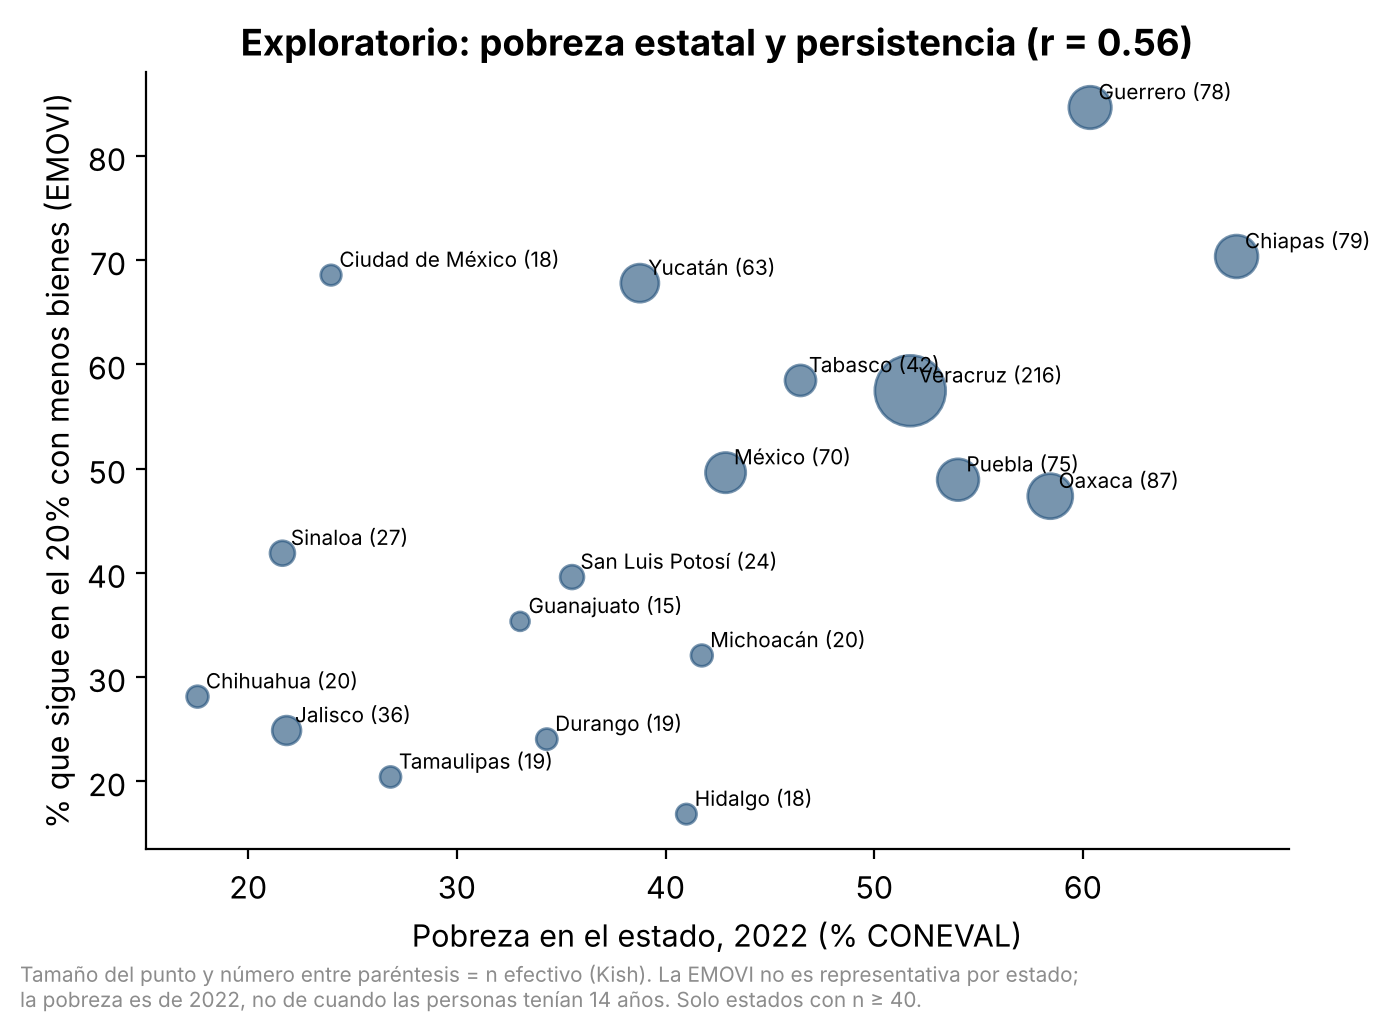 Exploratorio: pobreza estatal y persistencia (r = 0.56)
% que sigue en el 20% con menos bienes (EMOVI)
80
70
60
50
40
30
20
Guerrero (78)
Chiapas (79)
Ciudad de México (18)
Yucatán (63)
Tabasco (42)
Veracruz (216)
México (70)
Puebla (75)
Oaxaca (87)
Sinaloa (27)
San Luis Potosí (24)
Guanajuato (15)
Michoacán (20)
Chihuahua (20)
Jalisco (36)
Durango (19)
Tamaulipas (19)
Hidalgo (18)
20 30 40 50 60
Pobreza en el estado, 2022 (% CONEVAL)
Tamaño del punto y número entre paréntesis = n efectivo (Kish). La EMOVI no es representativa por estado;
la pobreza es de 2022, no de cuando las personas tenían 14 años. Solo estados con n ≥ 40.